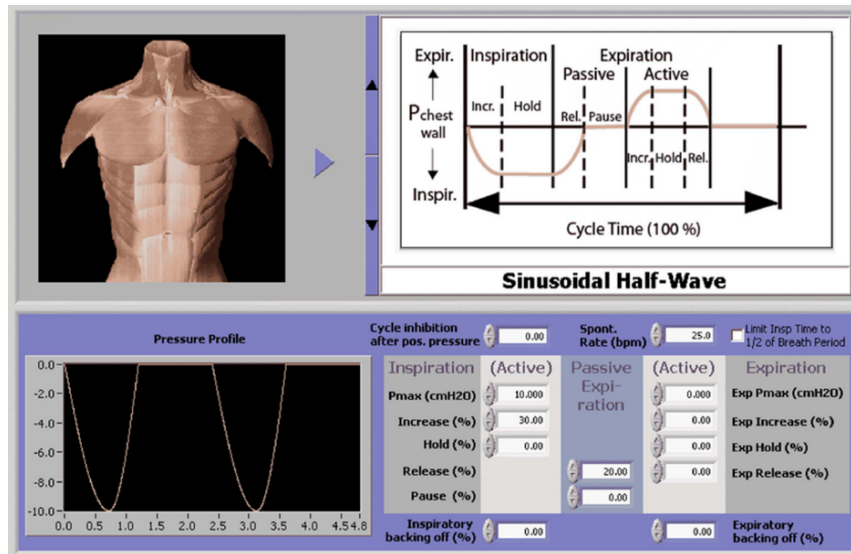 Expir.
Inspiration
Expiration
Passive
Active
Incr.
Hold
Rel.
Pause
Pchest
wall
Incr.
Hold
Rel.
Inspir.
Cycle Time (100 %)
Sinusoidal Half-Wave
Pressure Profile
Cycle inhibition
after pos. pressure
0.00
Spont.
Rate (bpm)
25.0
Limit Insp Time to
1/2 of Breath Period
Inspiration
(Active)
Passive
Expi-
ration
(Active)
Expiration
Pmax (cmH2O)
10.000
0.000
Exp Pmax (cmH2O)
Increase (%)
30.00
0.00
Exp Increase (%)
Hold (%)
0.00
0.00
Exp Hold (%)
Release (%)
20.00
0.00
Exp Release (%)
Pause (%)
0.00
Inspiratory
backing off (%)
0.00
0.00
Expiratory
backing off (%)
0.0
-2.0
-4.0
-6.0
-8.0
-10.0
0.0 0.5 1.0 1.5 2.0 2.5 3.0 3.5 4.0 4.5 4.8